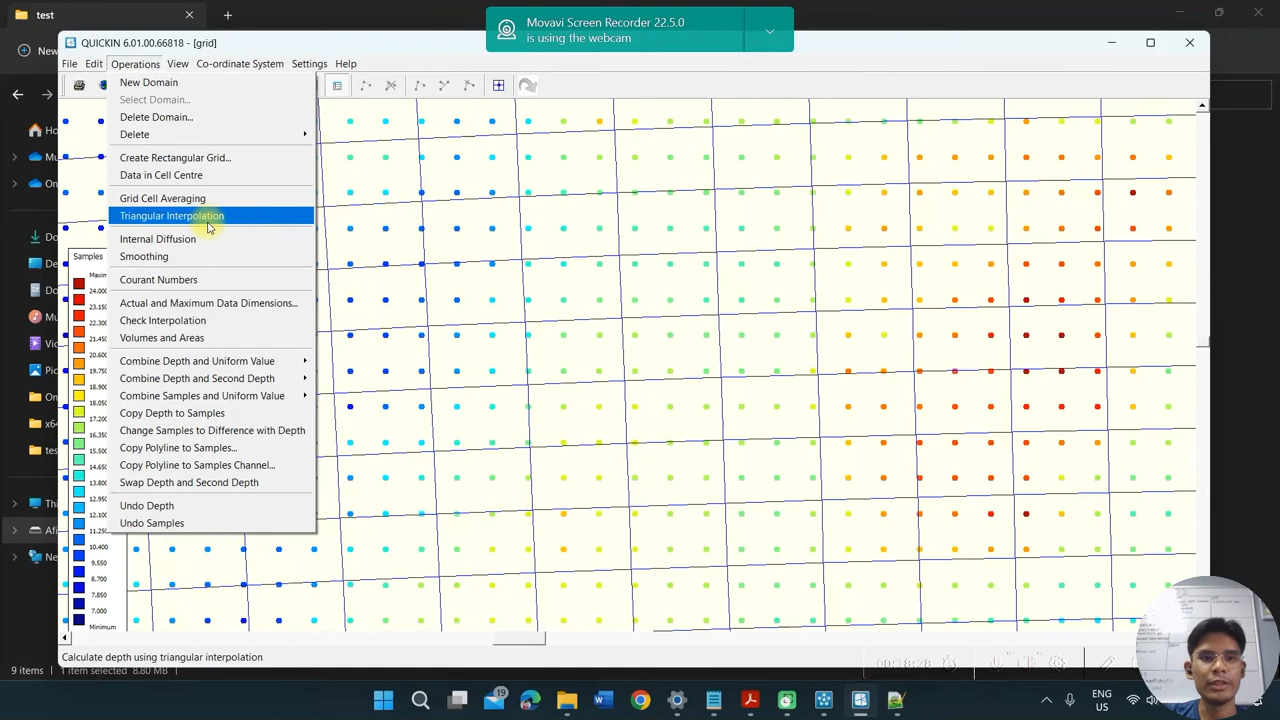 test
Movavi Screen Recorder 22.5.0
is using the webcam
New
QUICKIN 6.01.00.66818 - [grid]
File Edit Operations View Co-ordinate System Settings Help
New Domain
Select Domain...
Delete Domain...
Delete
Create Rectangular Grid...
Data in Cell Centre
Grid Cell Averaging
Triangular Interpolation
Internal Diffusion
Smoothing
Courant Numbers
Actual and Maximum Data Dimensions...
Check Interpolation
Volumes and Areas
Combine Depth and Uniform Value
Combine Depth and Second Depth
Combine Samples and Uniform Value
Copy Depth to Samples
Change Samples to Difference with Depth
Copy Polyline to Samples...
Copy Polyline to Samples Channel...
Swap Depth and Second Depth
Undo Depth
Undo Samples
Samples
24.000
23.150
22.300
21.450
20.600
19.750
18.900
18.050
17.200
16.350
15.500
14.650
11.250
10.400
9.550
8.700
7.850
7.000
Minimum
Calculate depth using triangular interpolation
9 items
1 item selected 8.80 MB
00:18:28
19
ENG
US